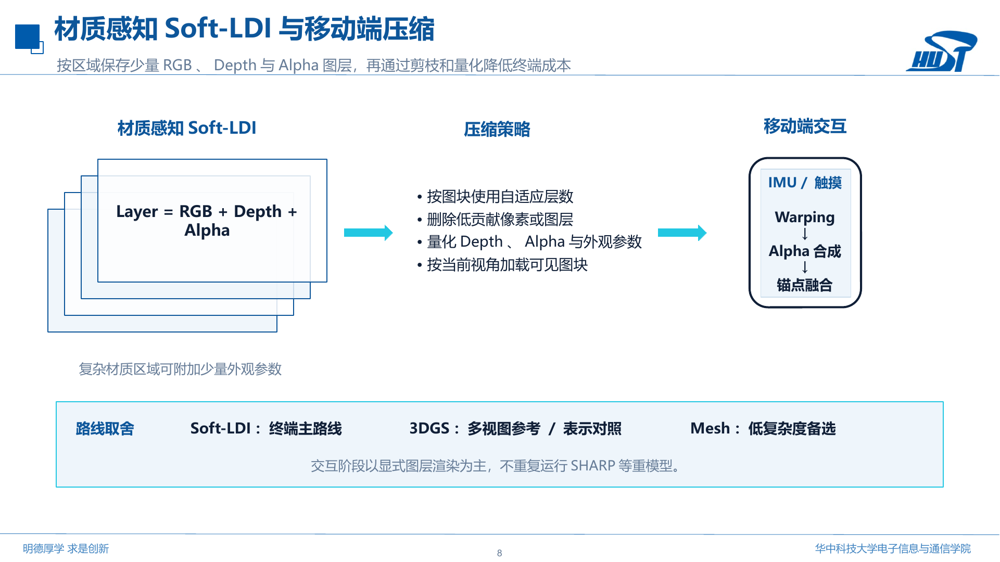 材质感知 Soft-LDI 与移动端压缩
按区域保存少量 RGB 、 Depth 与 Alpha 图层，再通过剪枝和量化降低终端成本
HUST
材质感知 Soft-LDI
Layer = RGB + Depth +
Alpha
复杂材质区域可附加少量外观参数
压缩策略
• 按图块使用自适应层数
• 删除低贡献像素或图层
• 量化 Depth 、 Alpha 与外观参数
• 按当前视角加载可见图块
移动端交互
IMU / 触摸
Warping
↓
Alpha 合成
↓
锚点融合
路线取舍
Soft-LDI：终端主路线
3DGS：多视图参考 / 表示对照
Mesh：低复杂度备选
交互阶段以显式图层渲染为主，不重复运行 SHARP 等重模型。
明德厚学 求是创新
8
华中科技大学电子信息与通信学院